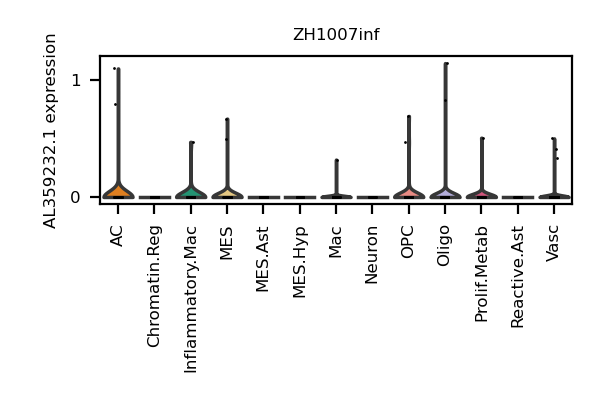 ZH1007inf
AL359232.1 expression
1
0
AC
Chromatin.Reg
Inflammatory.Mac
MES
MES.Ast
MES.Hyp
Mac
Neuron
OPC
Oligo
Prolif.Metab
Reactive.Ast
Vasc